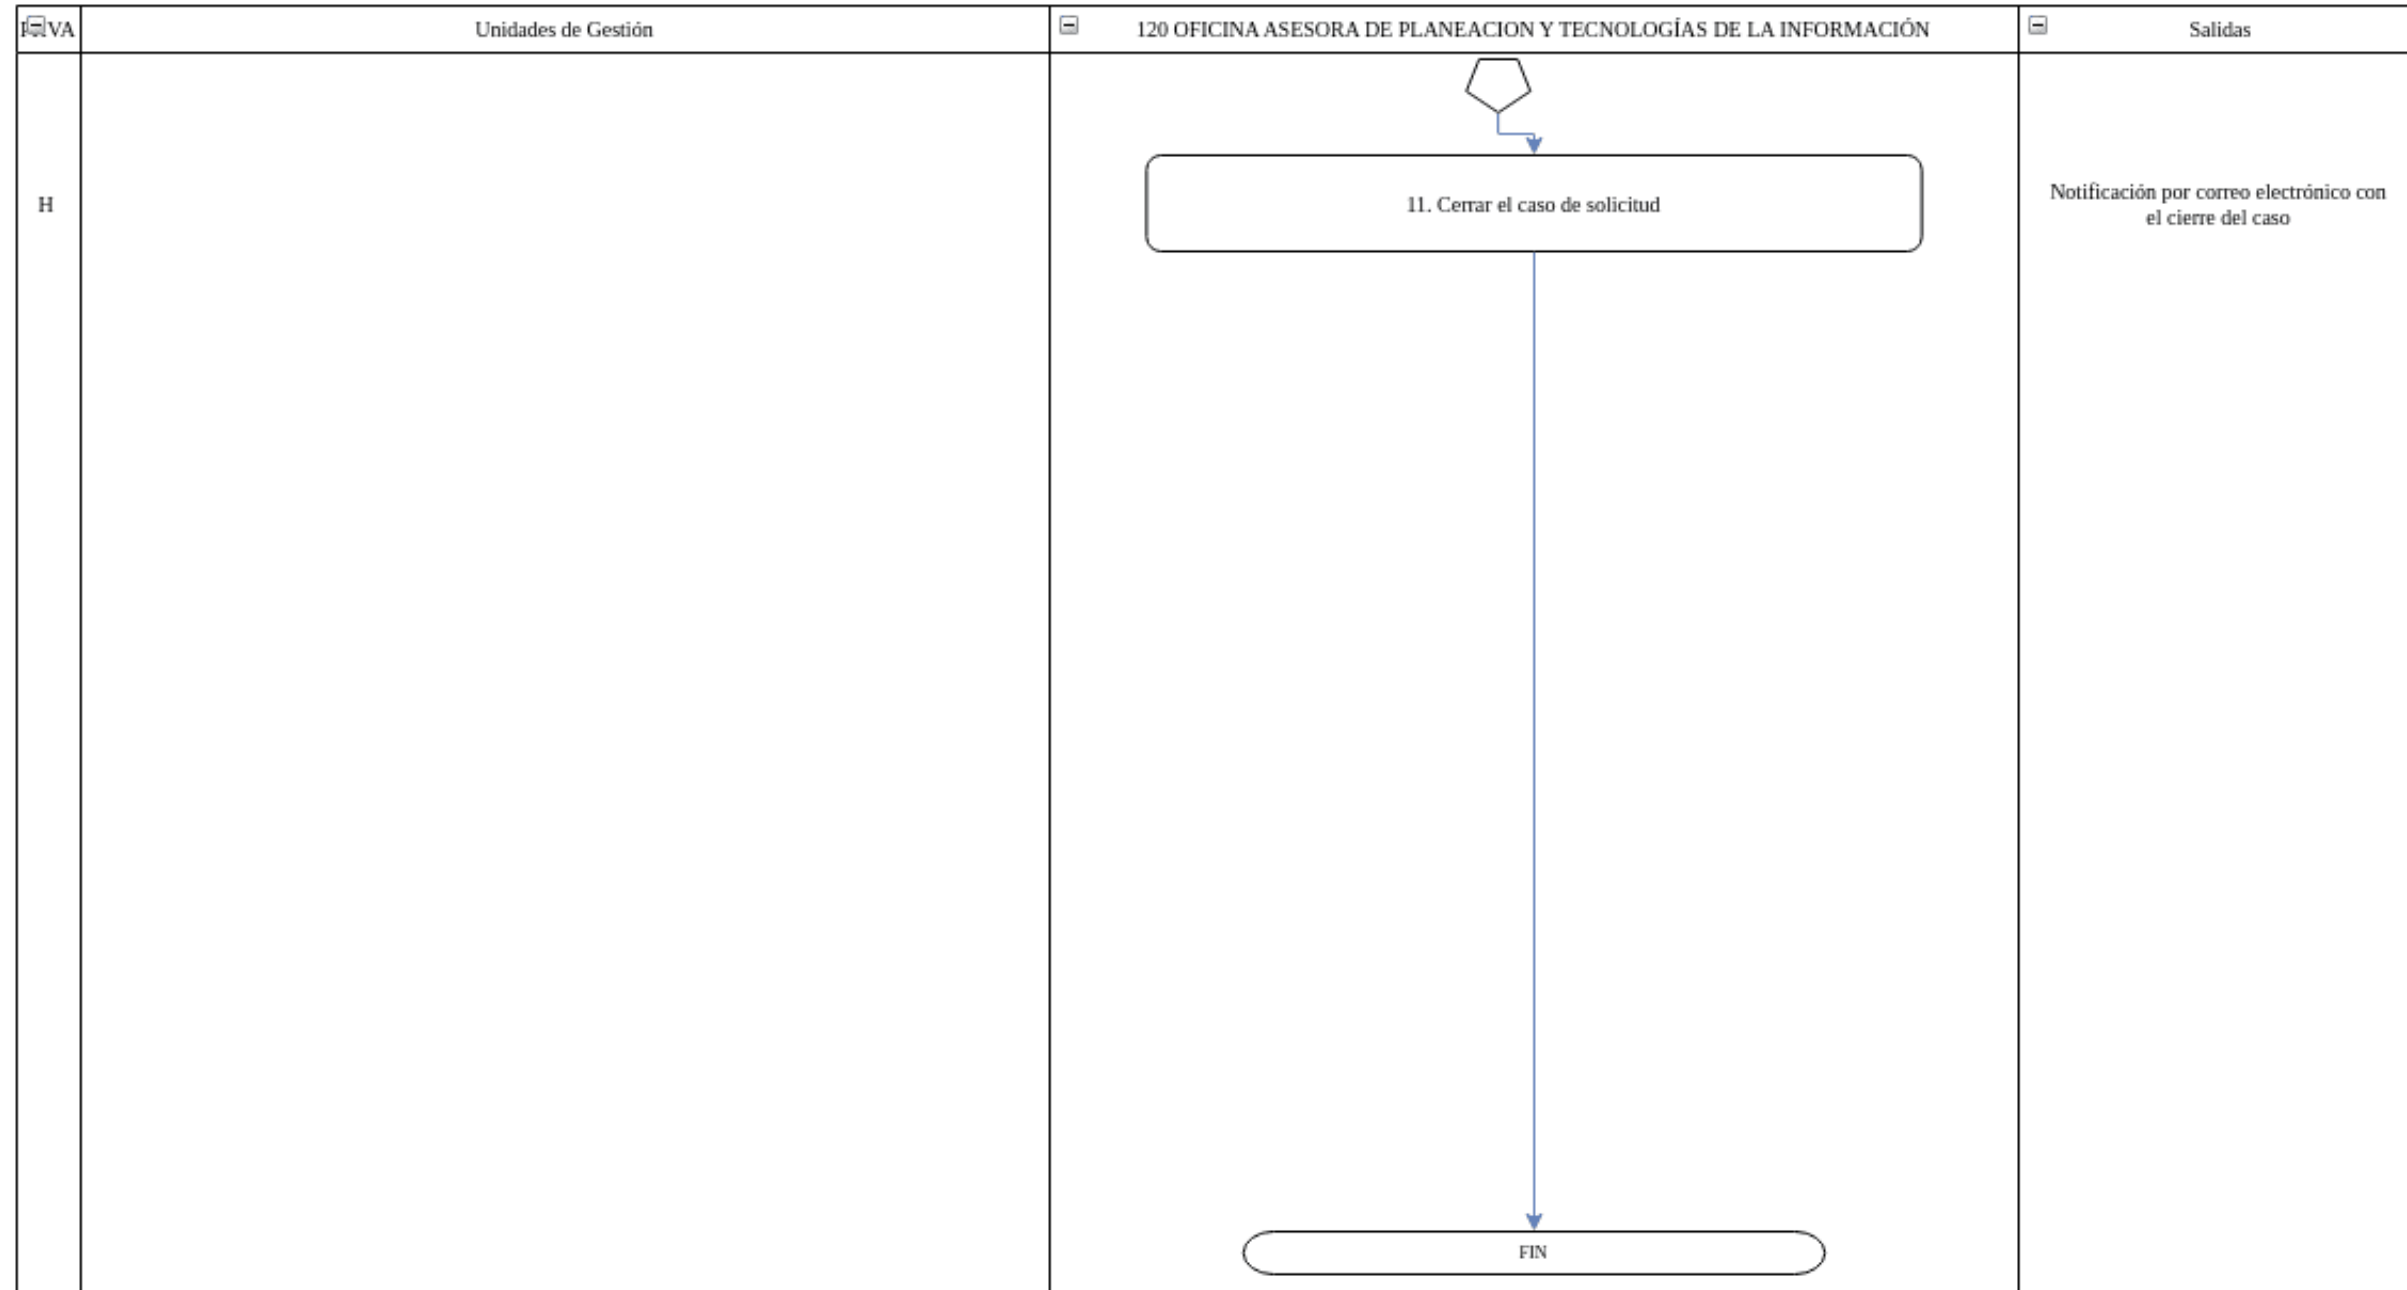 Unidades de Gestión
120 OFICINA ASESORA DE PLANEACION Y TECNOLOGÍAS DE LA INFORMACIÓN
Salidas
H
11. Cerrar el caso de solicitud
Notificación por correo electrónico con
el cierre del caso
FIN